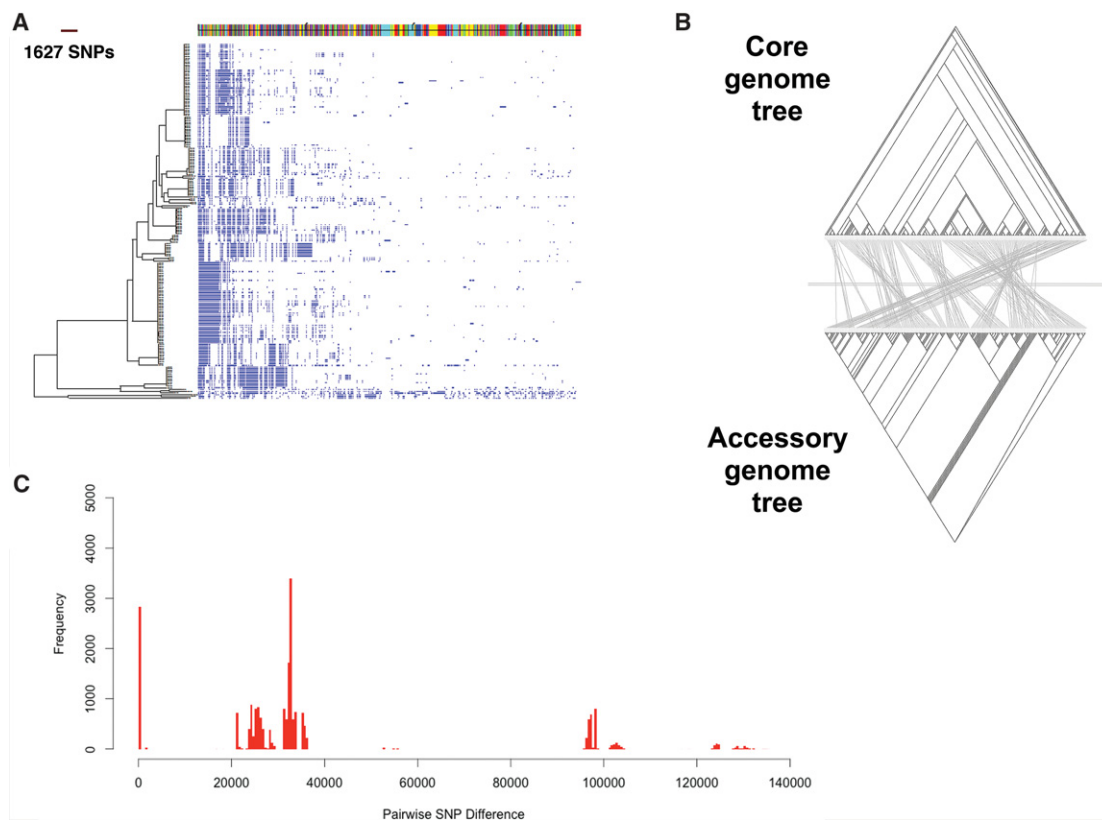 A
1627 SNPs
B
Core
genome
tree
Accessory
genome
tree
C
Frequency
5000
4000
3000
2000
1000
0
0 20000 40000 60000 80000 100000 120000 140000
Pairwise SNP Difference